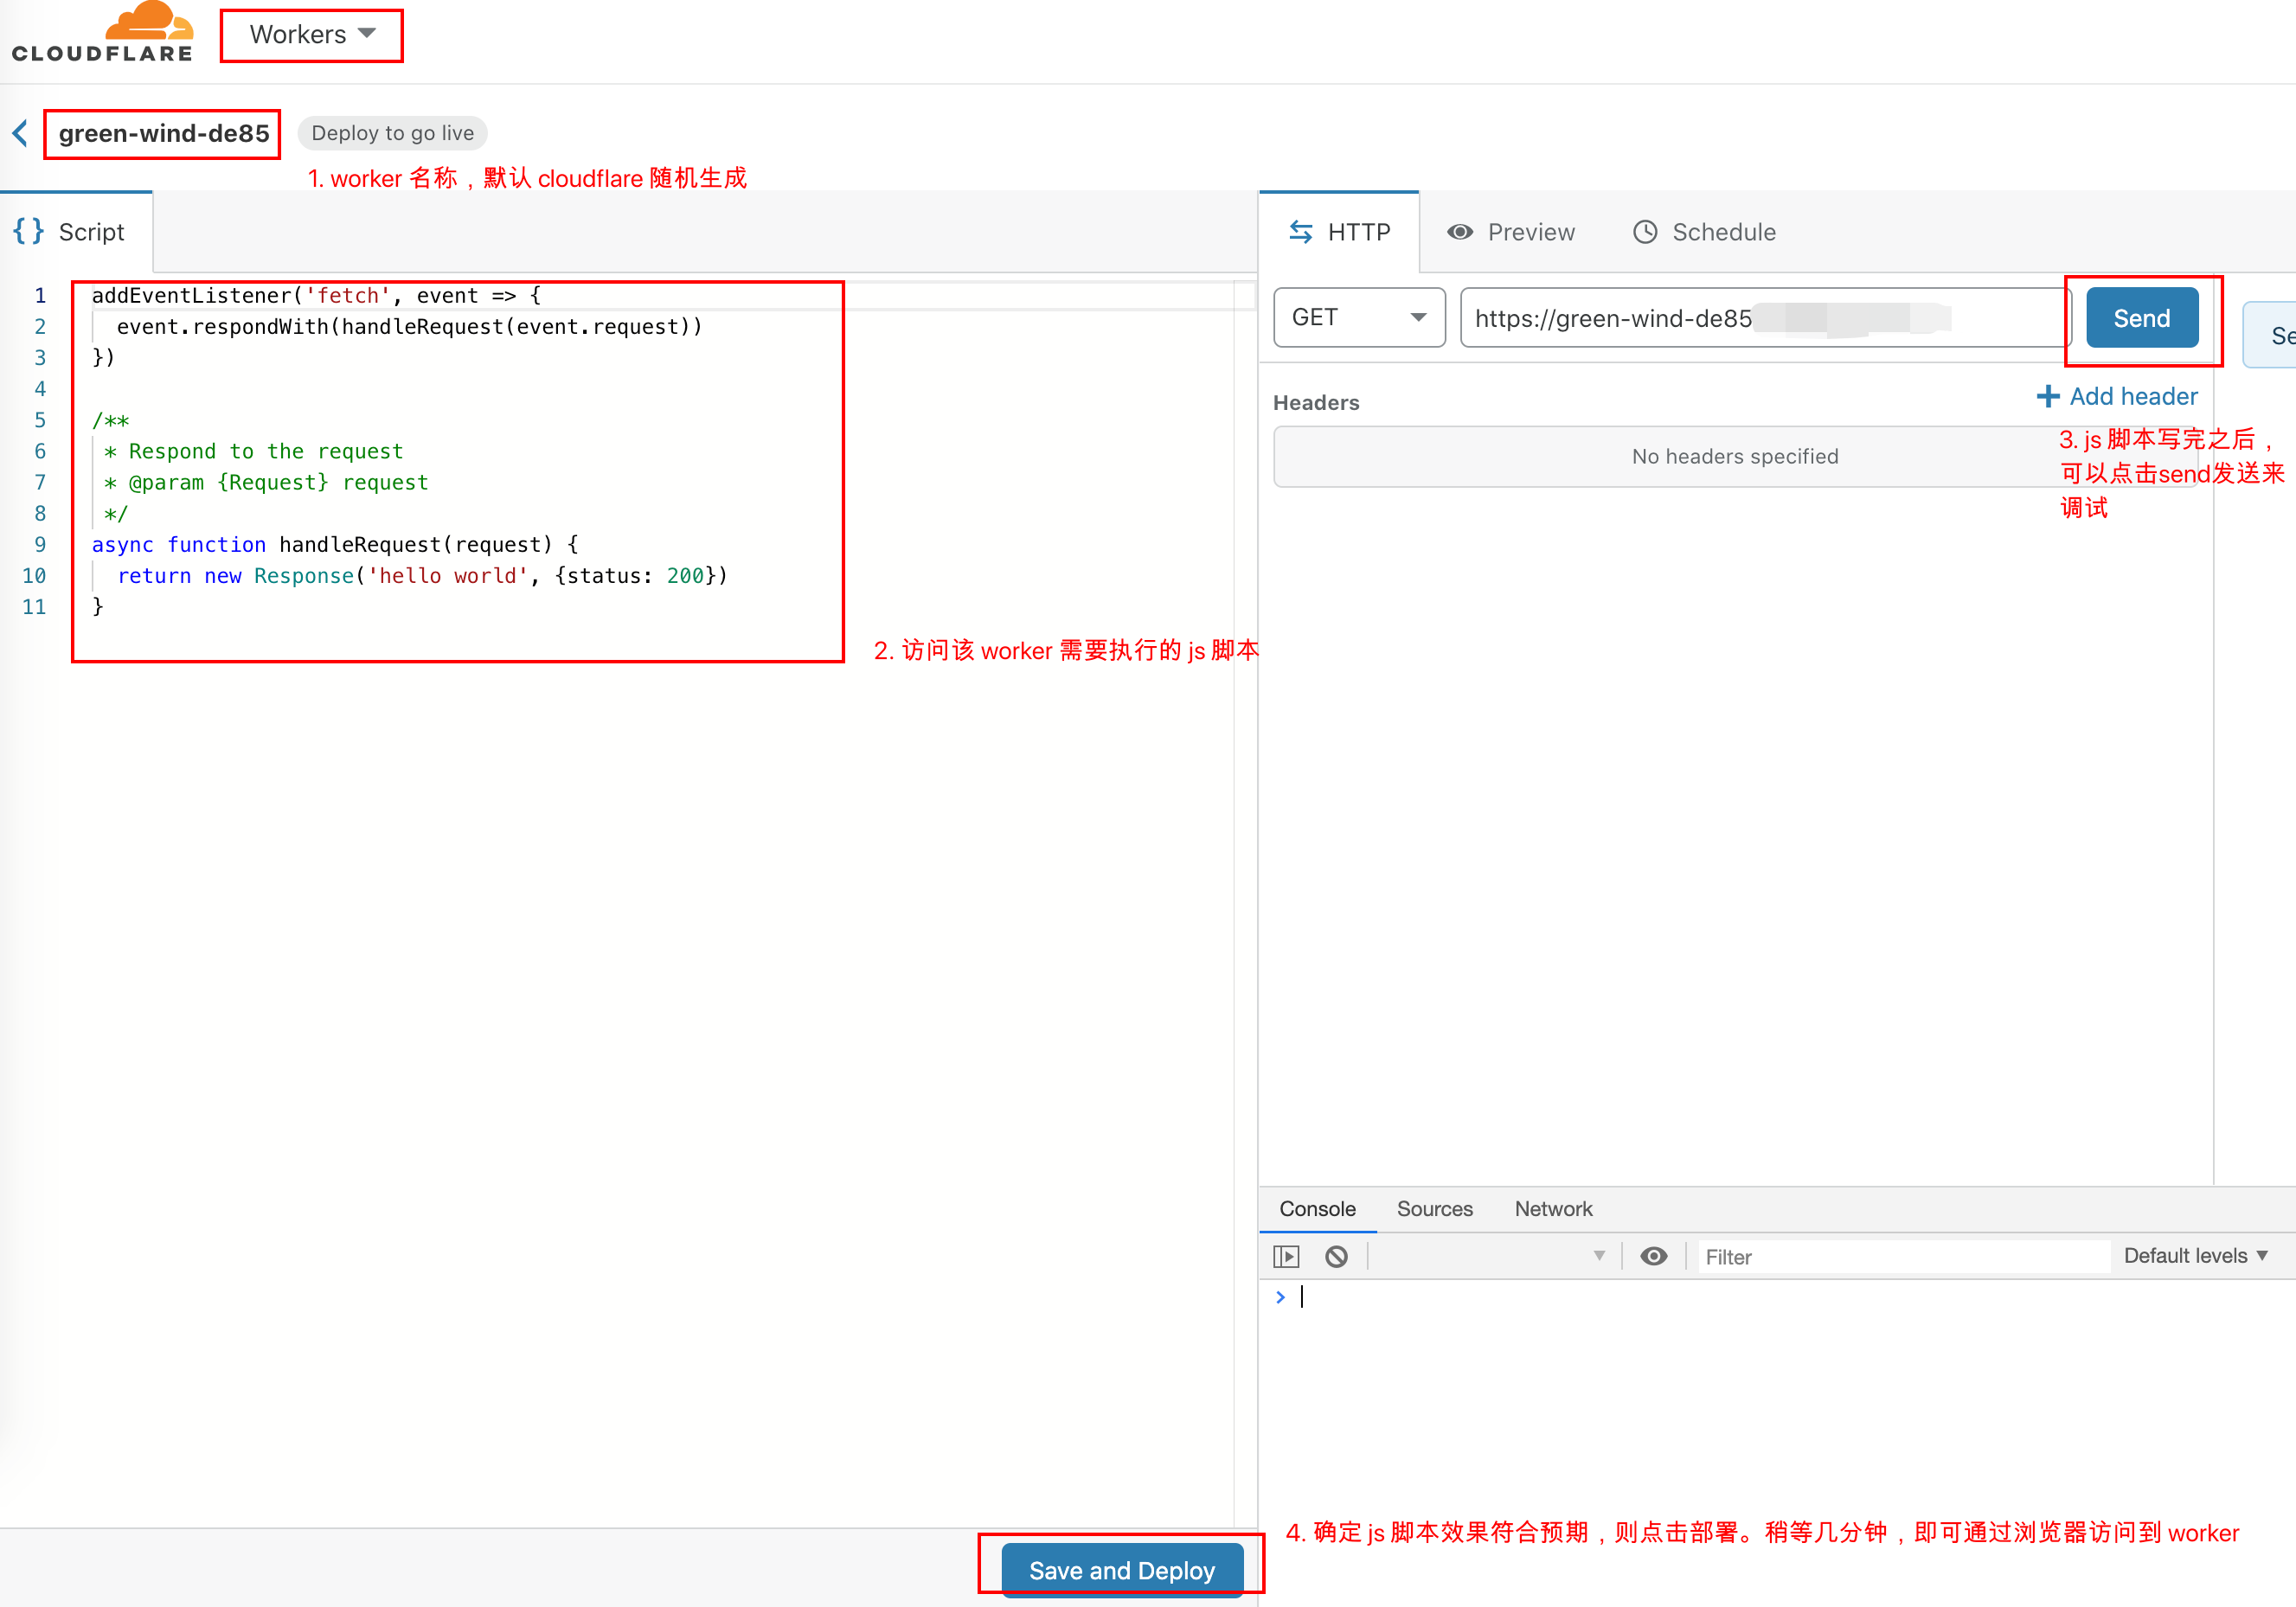 CLOUDFLARE
Workers
green-wind-de85
Deploy to go live
1. worker 名称，默认 cloudflare 随机生成
{} Script
HTTP
Preview
Schedule
1 addEventListener('fetch', event => {
2 event.respondWith(handleRequest(event.request))
3 })
4
5 /**
6 * Respond to the request
7 * @param {Request} request
8 */
9 async function handleRequest(request) {
10 return new Response('hello world', {status: 200})
11 }
2. 访问该 worker 需要执行的 js 脚本
GET
https://green-wind-de85
Send
Se
Headers
Add header
No headers specified
3. js 脚本写完之后，
可以点击send发送来
调试
Console
Sources
Network
Filter
Default levels
4. 确定 js 脚本效果符合预期，则点击部署。稍等几分钟，即可通过浏览器访问到 worker
Save and Deploy